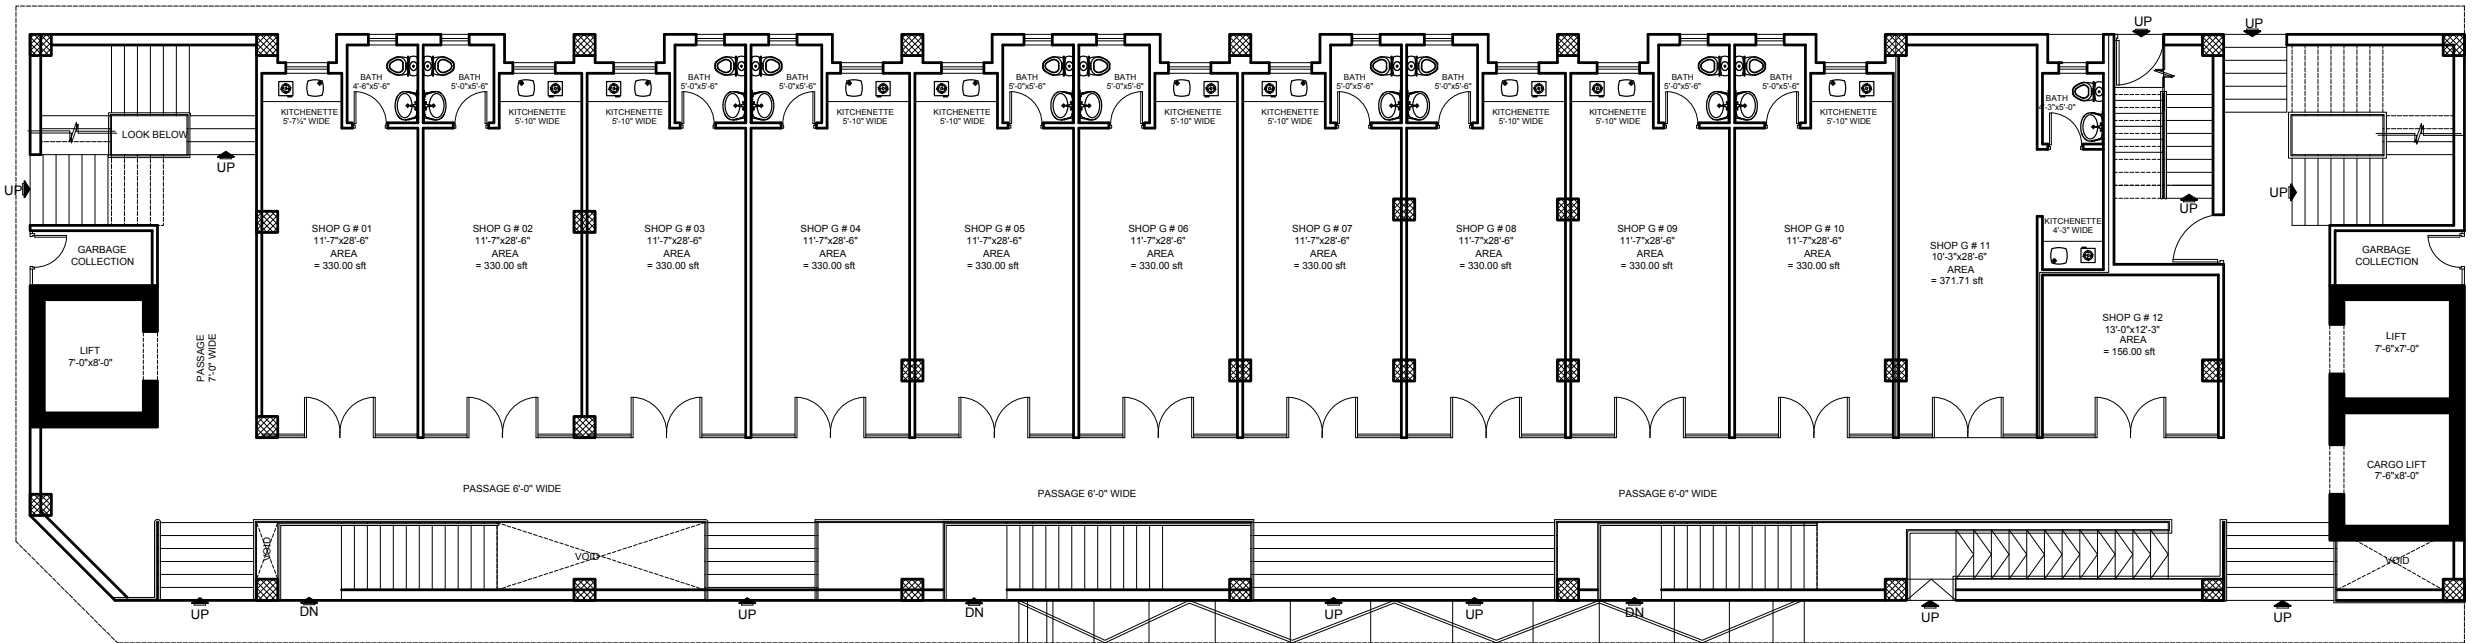 UP
UP
BATH
4'-6"x5'-6"
BATH
5'-0"x5'-6"
BATH
5'-0"x5'-6"
BATH
5'-0"x5'-6"
BATH
5'-0"x5'-6"
BATH
5'-0"x5'-6"
BATH
5'-0"x5'-6"
BATH
5'-0"x5'-6"
BATH
5'-0"x5'-6"
BATH
5'-0"x5'-6"
BATH
4'-3"x5'-0"
KITCHENETTE
5'-7½" WIDE
KITCHENETTE
5'-10" WIDE
KITCHENETTE
5'-10" WIDE
KITCHENETTE
5'-10" WIDE
KITCHENETTE
5'-10" WIDE
KITCHENETTE
5'-10" WIDE
KITCHENETTE
5'-10" WIDE
KITCHENETTE
5'-10" WIDE
KITCHENETTE
5'-10" WIDE
KITCHENETTE
5'-10" WIDE
LOOK BELOW
UP
UP
UP
UP
KITCHENETTE
4'-3" WIDE
SHOP G # 01
11'-7"x28'-6"
AREA
= 330.00 sft
SHOP G # 02
11'-7"x28'-6"
AREA
= 330.00 sft
SHOP G # 03
11'-7"x28'-6"
AREA
= 330.00 sft
SHOP G # 04
11'-7"x28'-6"
AREA
= 330.00 sft
SHOP G # 05
11'-7"x28'-6"
AREA
= 330.00 sft
SHOP G # 06
11'-7"x28'-6"
AREA
= 330.00 sft
SHOP G # 07
11'-7"x28'-6"
AREA
= 330.00 sft
SHOP G # 08
11'-7"x28'-6"
AREA
= 330.00 sft
SHOP G # 09
11'-7"x28'-6"
AREA
= 330.00 sft
SHOP G # 10
11'-7"x28'-6"
AREA
= 330.00 sft
SHOP G # 11
10'-3"x28'-6"
AREA
= 371.71 sft
GARBAGE
COLLECTION
GARBAGE
COLLECTION
SHOP G # 12
13'-0"x12'-3"
AREA
= 156.00 sft
LIFT
7'-0"x8'-0"
PASSAGE
7'-0" WIDE
LIFT
7'-6"x7'-0"
CARGO LIFT
7'-6"x8'-0"
PASSAGE 6'-0" WIDE
PASSAGE 6'-0" WIDE
PASSAGE 6'-0" WIDE
VOID
VOID
VOID
UP
DN
UP
DN
UP
UP
DN
UP
UP